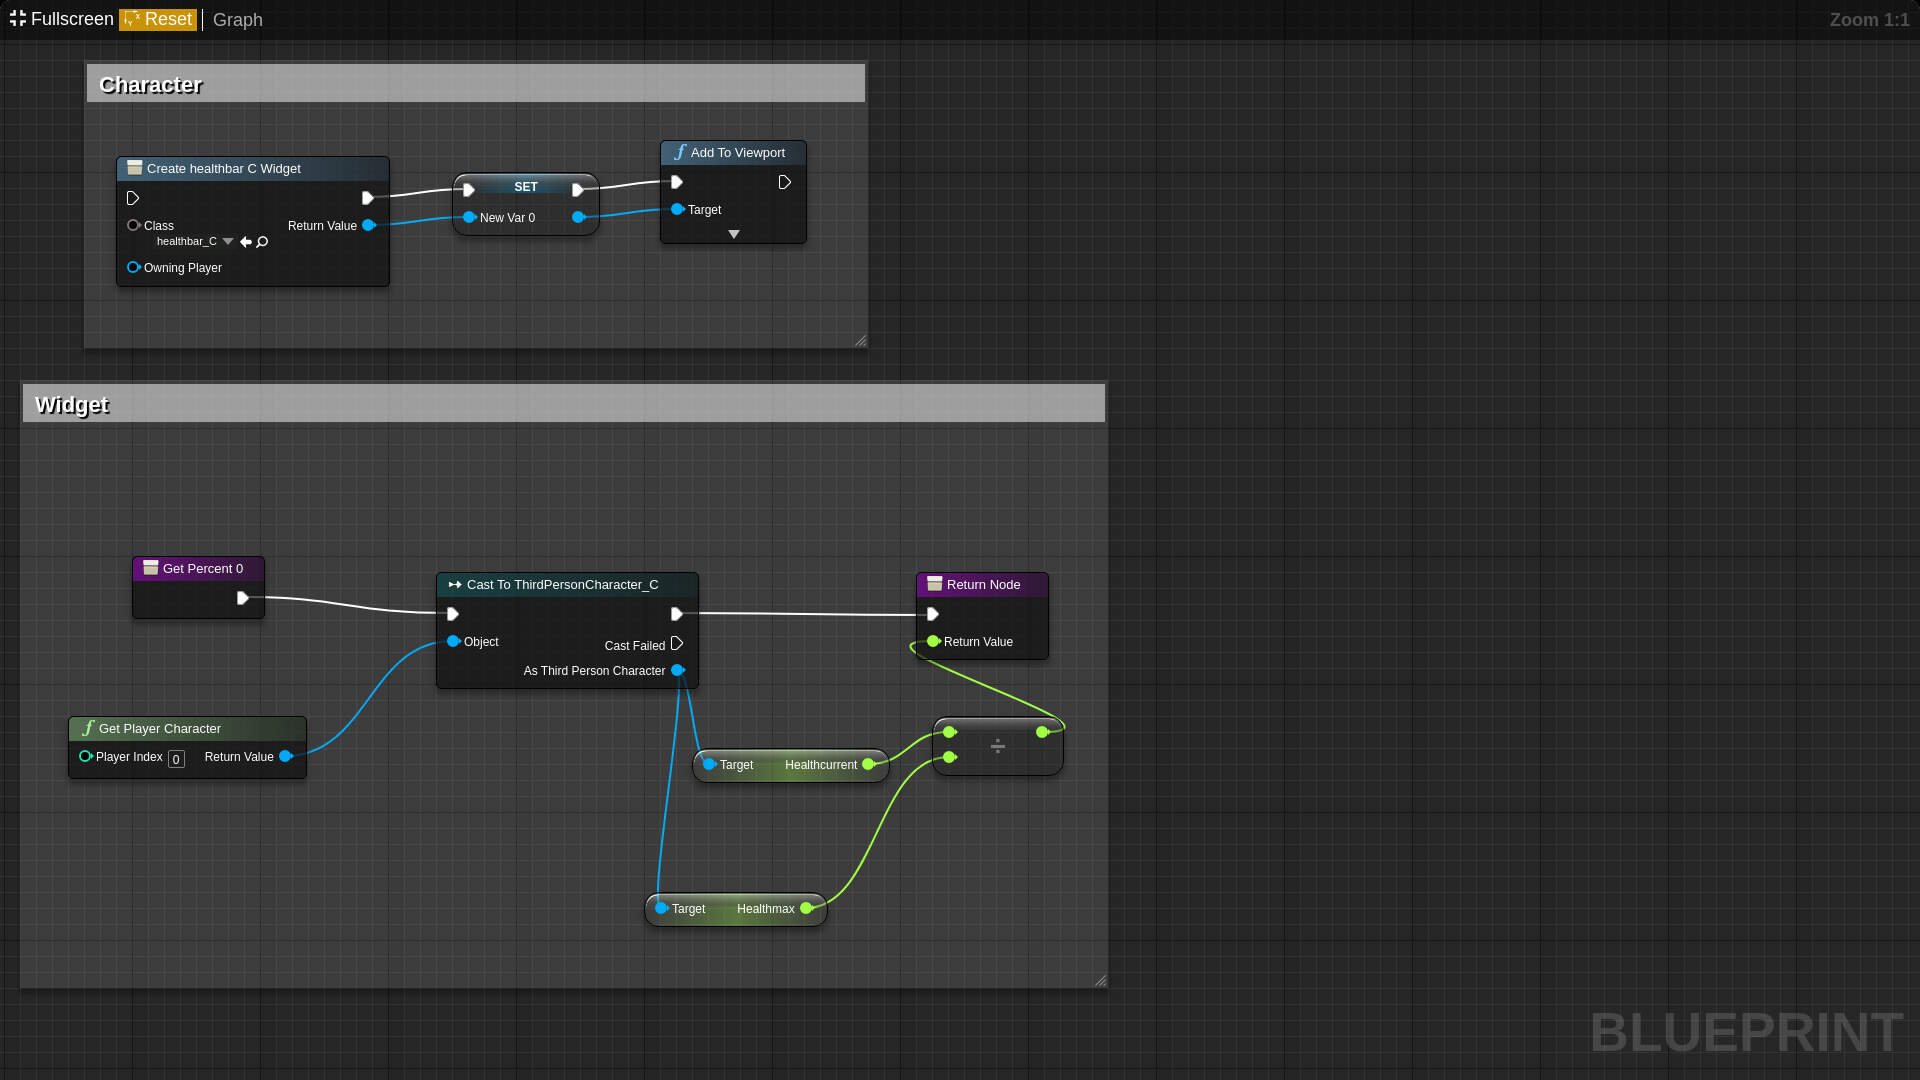 Fullscreen Reset Graph Zoom 1:1
Character
Create healthbar C Widget
Class
Return Value
healthbar_C
Owning Player
SET
New Var 0
Add To Viewport
Target
Widget
Get Percent 0
Cast To ThirdPersonCharacter_C
Object
Cast Failed
As Third Person Character
Return Node
Return Value
Get Player Character
Player Index 0 Return Value
Target Healthcurrent
÷
Target Healthmax
BLUEPRINT